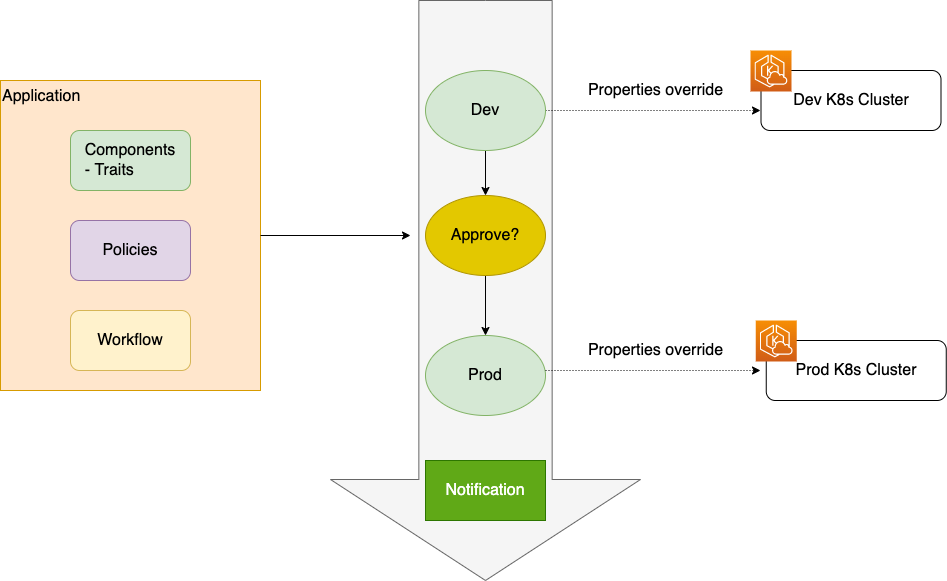 Application
Components
- Traits
Policies
Workflow
Dev
Properties override
Dev K8s Cluster
Approve?
Prod
Properties override
Prod K8s Cluster
Notification